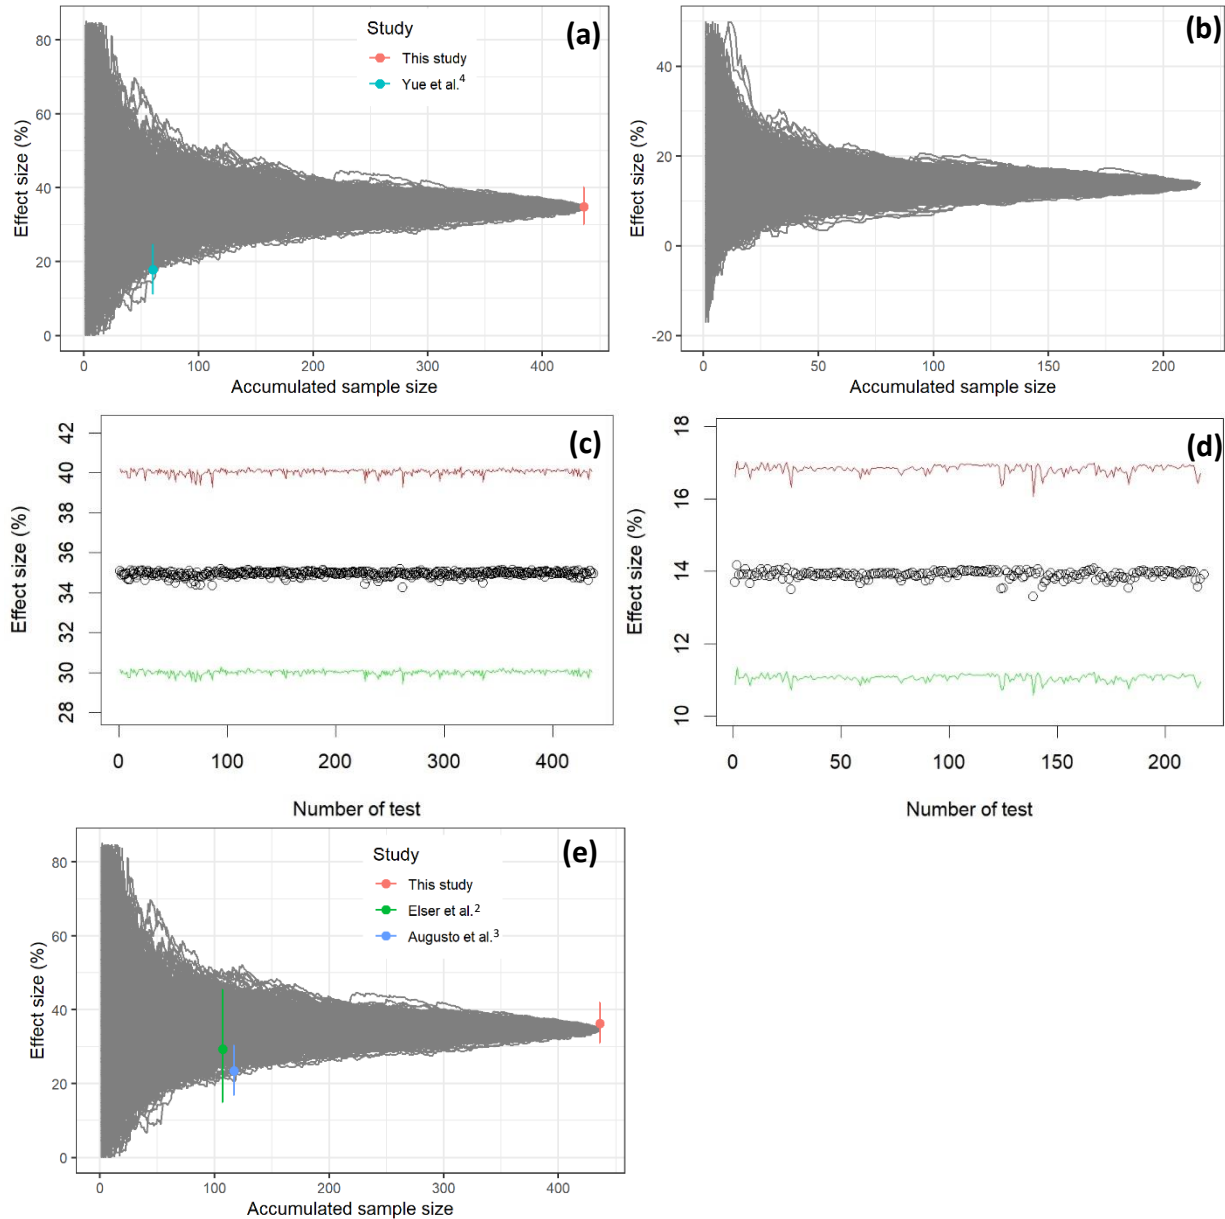 (a)
Study
This study
Yue et al.4
Effect size (%)
80
60
40
20
0
0 100 200 300 400
Accumulated sample size
(b)
Effect size (%)
40
20
0
-20
0 50 100 150 200
Accumulated sample size
(c)
Effect size (%)
42
40
38
36
34
32
30
28
0 100 200 300 400
Number of test
(d)
Effect size (%)
18
16
14
12
10
0 50 100 150 200
Number of test
(e)
Study
This study
Elser et al.2
Augusto et al.3
Effect size (%)
80
60
40
20
0
0 100 200 300 400
Accumulated sample size